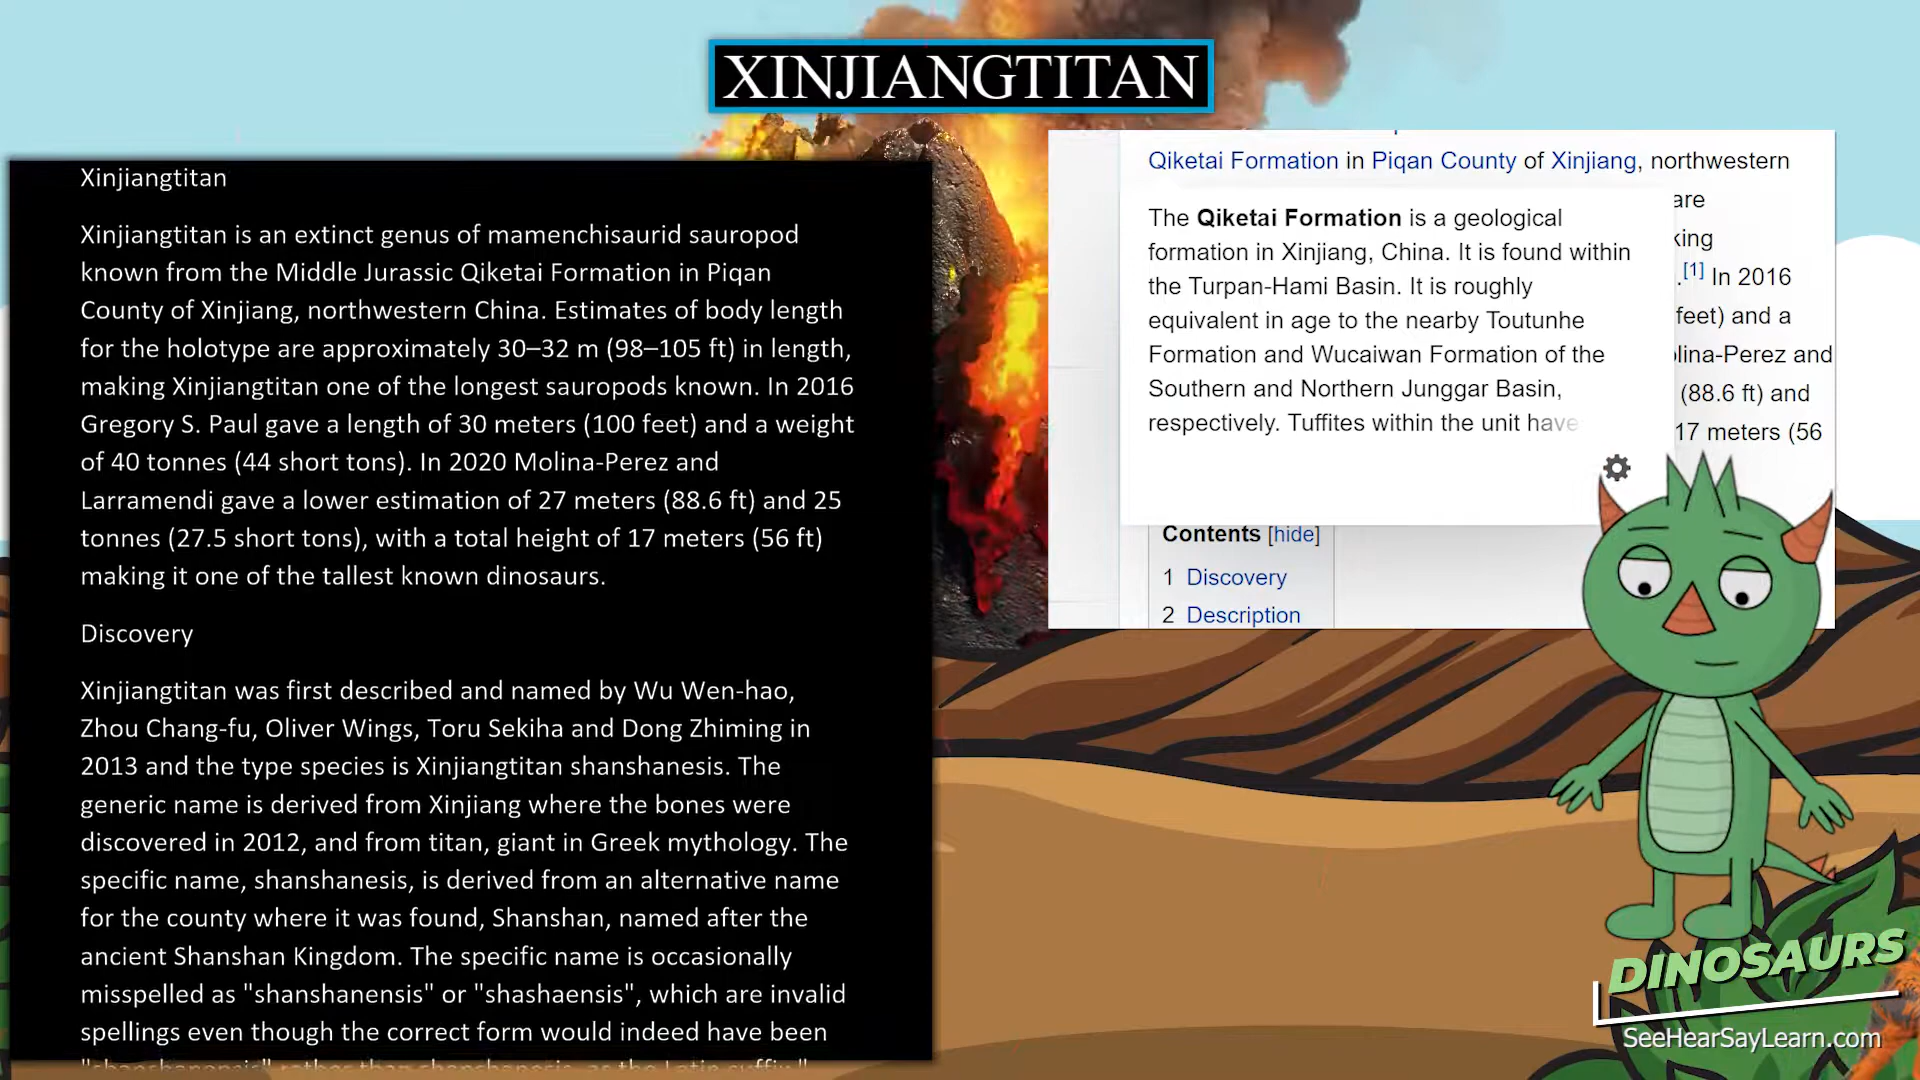 XINJIANGTITAN
Xinjiangtitan
Xinjiangtitan is an extinct genus of mamenchisaurid sauropod
known from the Middle Jurassic Qiketai Formation in Piqan
County of Xinjiang, northwestern China. Estimates of body length
for the holotype are approximately 30–32 m (98–105 ft) in length,
making Xinjiangtitan one of the longest sauropods known. In 2016
Gregory S. Paul gave a length of 30 meters (100 feet) and a weight
of 40 tonnes (44 short tons). In 2020 Molina-Perez and
Larramendi gave a lower estimation of 27 meters (88.6 ft) and 25
tonnes (27.5 short tons), with a total height of 17 meters (56 ft)
making it one of the tallest known dinosaurs.
Discovery
Xinjiangtitan was first described and named by Wu Wen-hao,
Zhou Chang-fu, Oliver Wings, Toru Sekiha and Dong Zhiming in
2013 and the type species is Xinjiangtitan shanshanesis. The
generic name is derived from Xinjiang where the bones were
discovered in 2012, and from titan, giant in Greek mythology. The
specific name, shanshanesis, is derived from an alternative name
for the county where it was found, Shanshan, named after the
ancient Shanshan Kingdom. The specific name is occasionally
misspelled as "shanshanensis" or "shashaensis", which are invalid
spellings even though the correct form would indeed have been
Qiketai Formation in Piqan County of Xinjiang, northwestern
The Qiketai Formation is a geological
formation in Xinjiang, China. It is found within
the Turpan-Hami Basin. It is roughly
equivalent in age to the nearby Toutunhe
Formation and Wucaiwan Formation of the
Southern and Northern Junggar Basin,
respectively. Tuffites within the unit have
are
king
.[1] In 2016
feet) and a
lina-Perez and
(88.6 ft) and
17 meters (56
Contents [hide]
1 Discovery
2 Description
DINOSAURS
SeeHearSayLearn.com